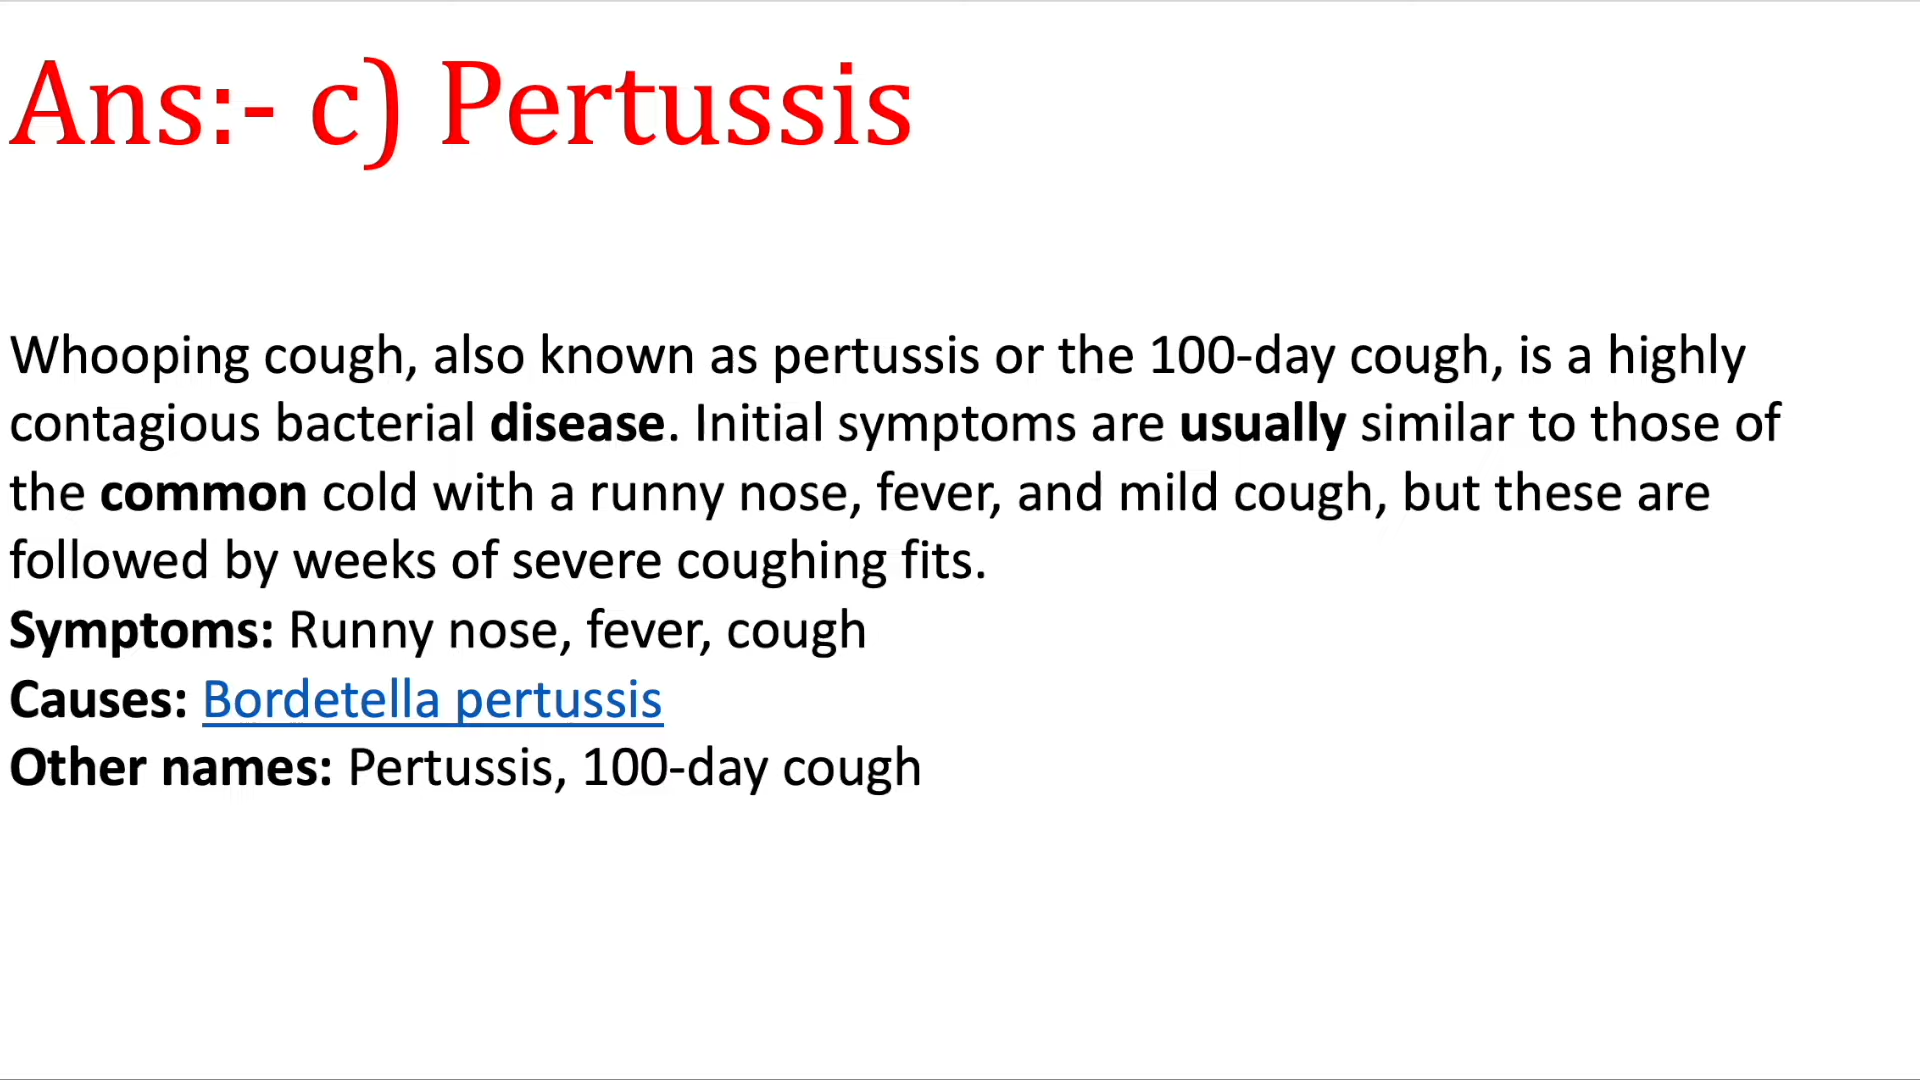 Ans:- c) Pertussis
Whooping cough, also known as pertussis or the 100-day cough, is a highly
contagious bacterial disease. Initial symptoms are usually similar to those of
the common cold with a runny nose, fever, and mild cough, but these are
followed by weeks of severe coughing fits.
Symptoms: Runny nose, fever, cough
Causes: Bordetella pertussis
Other names: Pertussis, 100-day cough